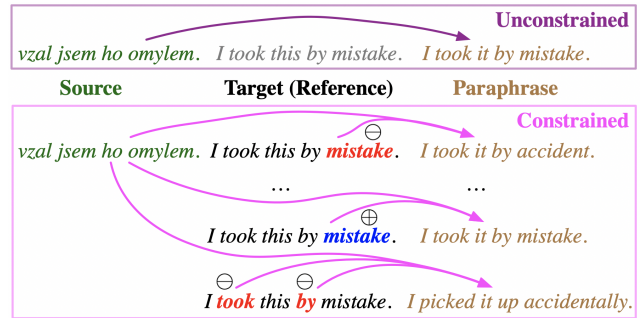 Unconstrained
vzal jsem ho omylem. I took this by mistake. I took it by mistake.
Source Target (Reference) Paraphrase
Constrained
⊖
vzal jsem ho omylem. I took this by mistake. I took it by accident.
... ...
⊕
I took this by mistake. I took it by mistake.
⊖ ⊖
I took this by mistake. I picked it up accidentally.